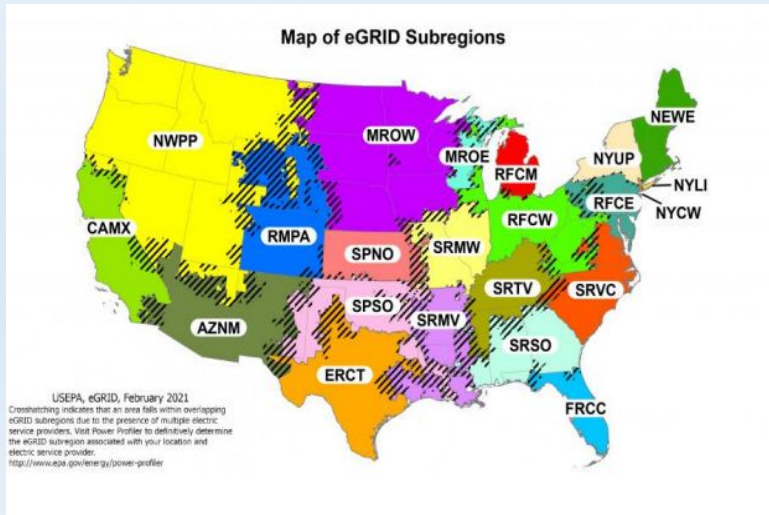 Map of eGRID Subregions
NWPP
MROW
NEWE
MROE
NYUP
RFCM
NYLI
RFCE
NYCW
CAMX
RFCW
RMPA
SRMW
SPNO
SRTV
SRVC
SPSO
SRMV
AZNM
SRSO
ERCT
FRCC
USEPA, eGRID, February 2021
Crosshatching indicates that an area falls within overlapping
eGRID subregions due to the presence of multiple electric
service providers. Visit Power Profiler to definitively determine
the eGRID subregion associated with your location and
electric service provider.
http://www.epa.gov/energy/power-profiler